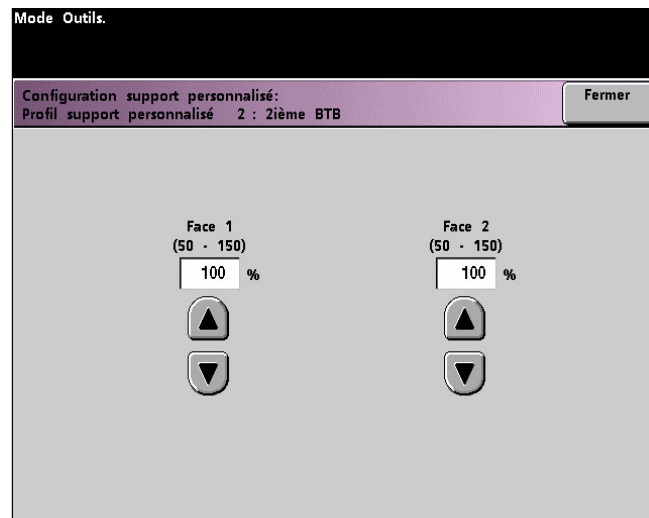 Mode Outils.
Configuration support personnalisé:
Profil support personnalisé 2 : 2ième BTB
Fermer
Face 1
(50 - 150)
100 %
Face 2
(50 - 150)
100 %